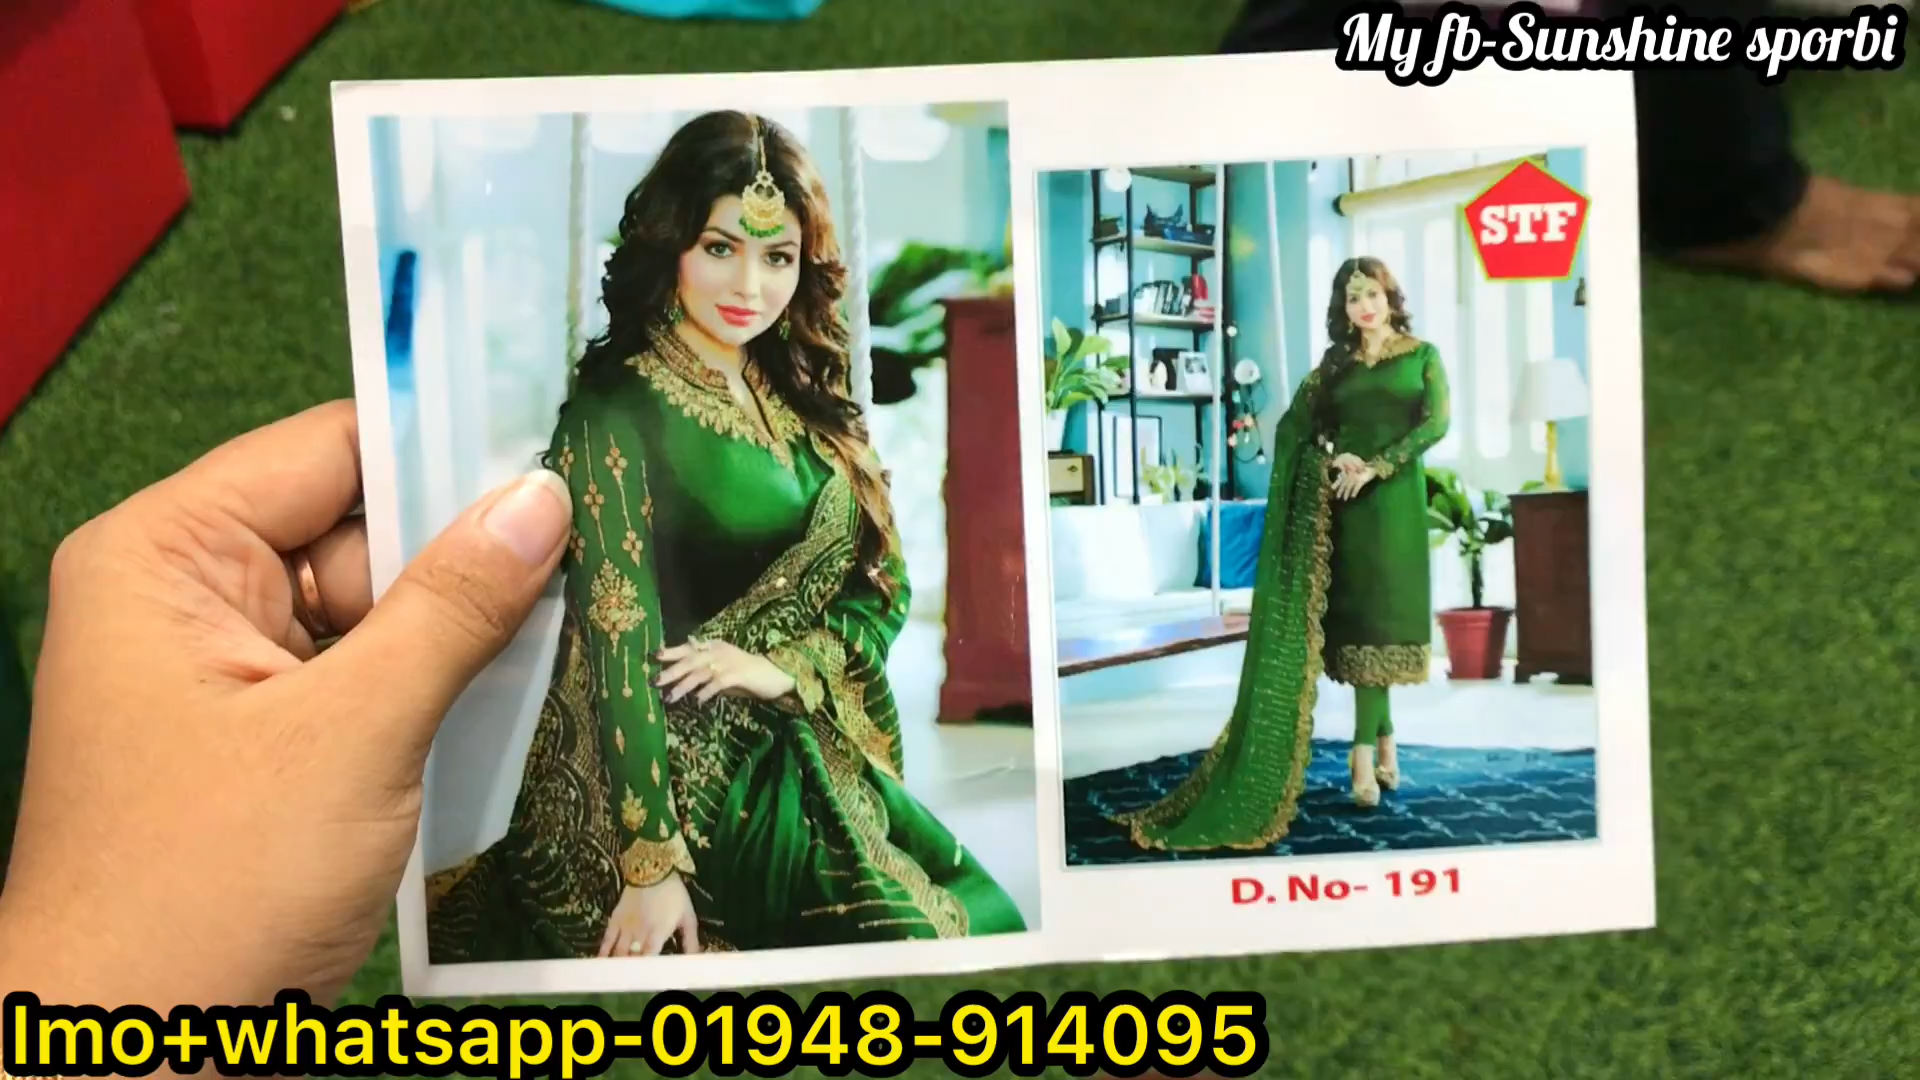 My fb-Sunshine sporbi
STF
D. No- 191
Imo+whatsapp-01948-914095